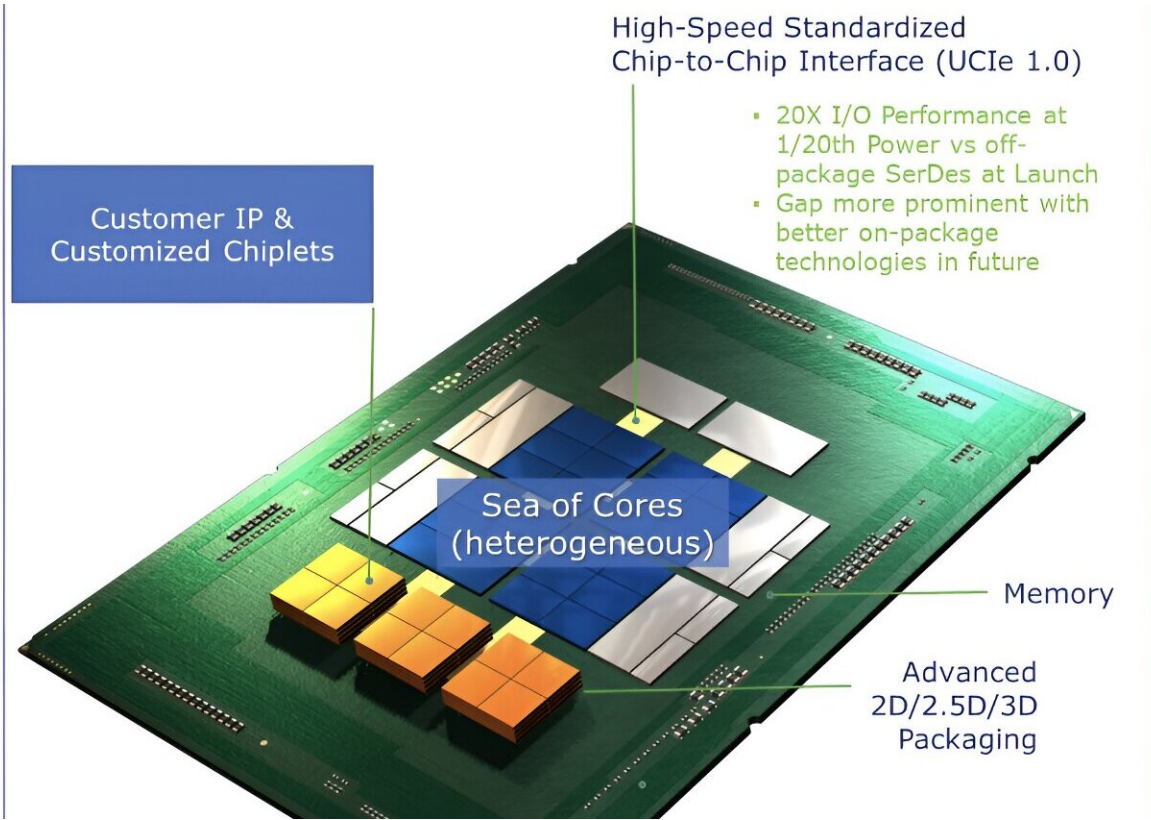 High-Speed Standardized
Chip-to-Chip Interface (UCIe 1.0)
▪ 20X I/O Performance at
1/20th Power vs off-
package SerDes at Launch
▪ Gap more prominent with
better on-package
technologies in future
Customer IP &
Customized Chiplets
Sea of Cores
(heterogeneous)
Memory
Advanced
2D/2.5D/3D
Packaging